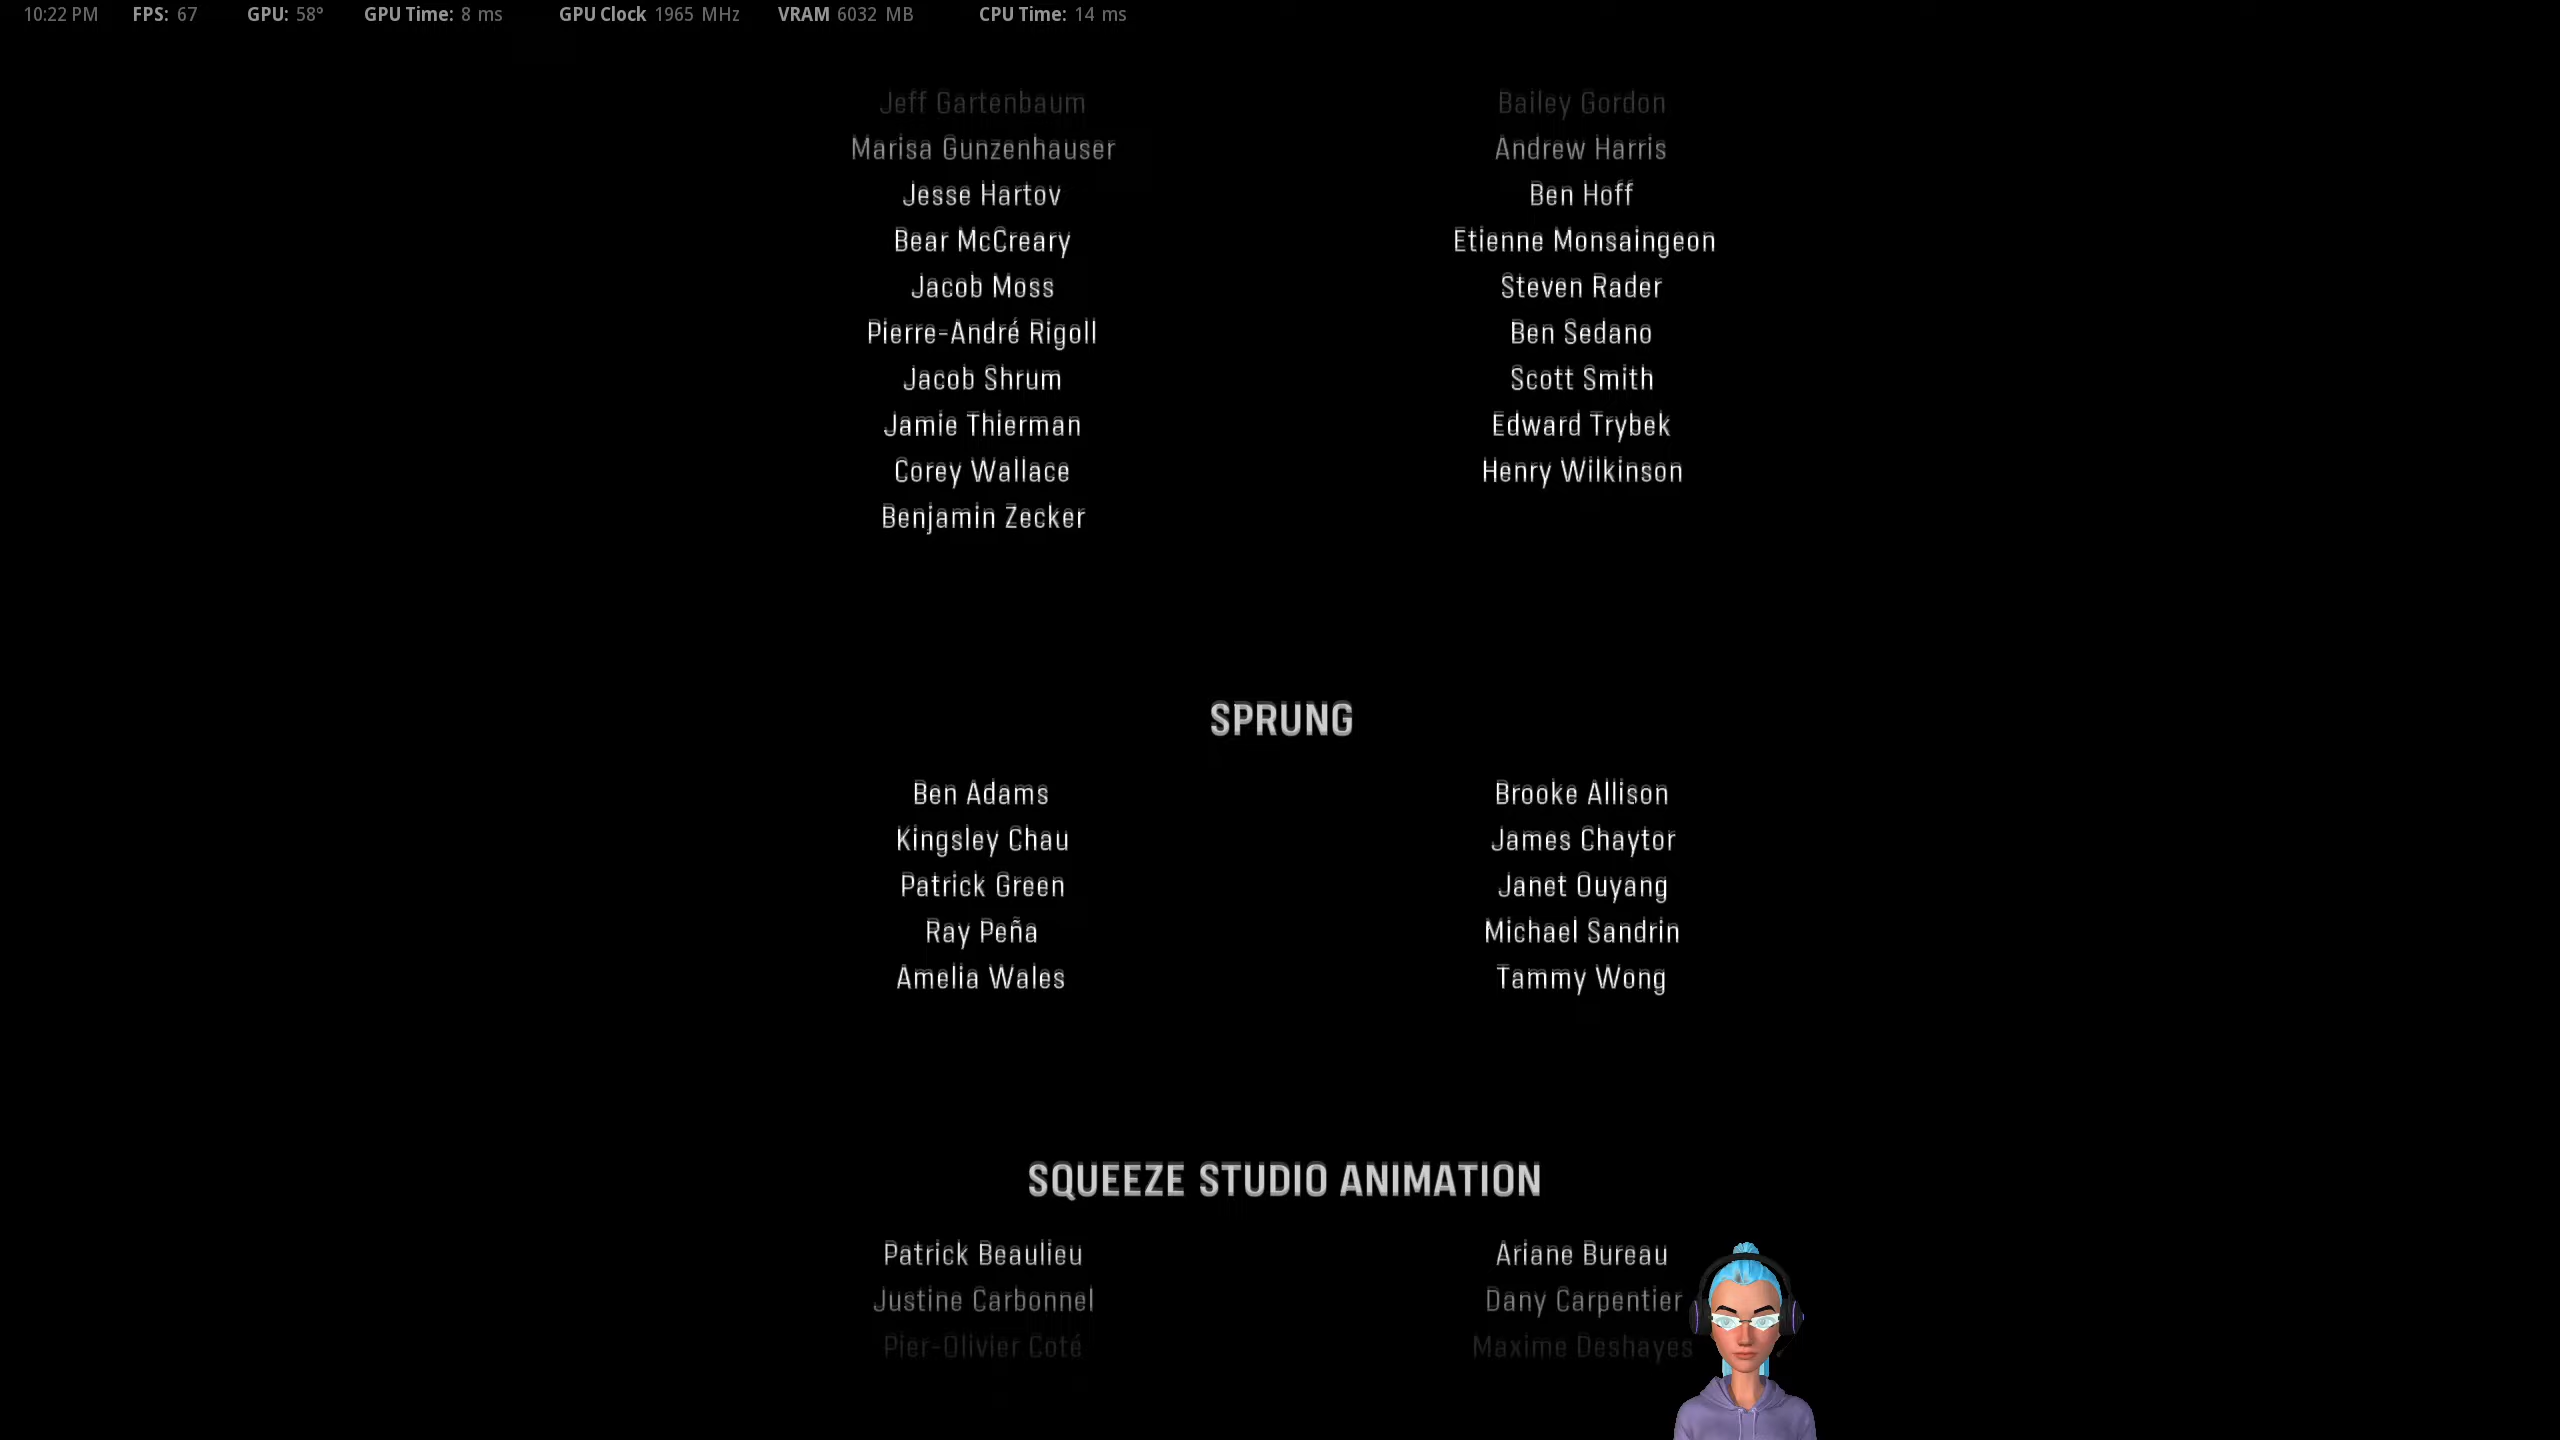 10:22 PM FPS: 67 GPU: 58° GPU Time: 8 ms GPU Clock 1965 MHz VRAM 6032 MB CPU Time: 14 ms
Jeff Gartenbaum Bailey Gordon
Marisa Gunzenhauser Andrew Harris
Jesse Hartov Ben Hoff
Bear McCreary Etienne Monsaingeon
Jacob Moss Steven Rader
Pierre-André Rigoll Ben Sedano
Jacob Shrum Scott Smith
Jamie Thierman Edward Trybek
Corey Wallace Henry Wilkinson
Benjamin Zecker
SPRUNG
Ben Adams Brooke Allison
Kingsley Chau James Chaytor
Patrick Green Janet Ouyang
Ray Peña Michael Sandrin
Amelia Wales Tammy Wong
SQUEEZE STUDIO ANIMATION
Patrick Beaulieu Ariane Bureau
Justine Carbonnel Dany Carpentier
Pier-Olivier Coté Maxime Deshayes